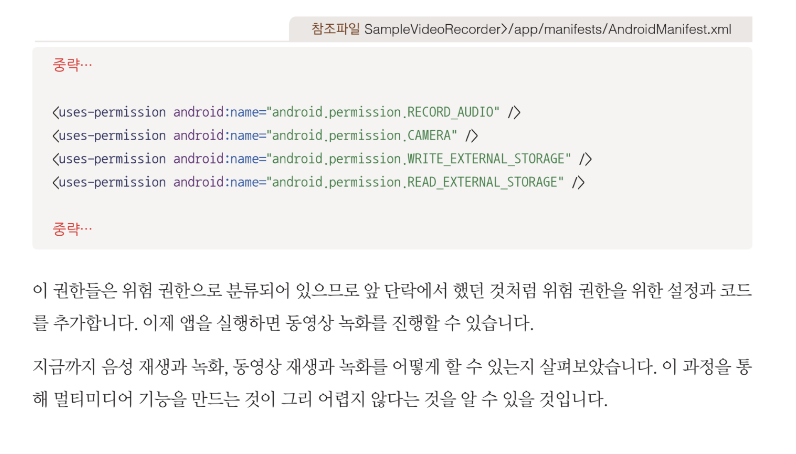 참조파일 SampleVideoRecorder>/app/manifests/AndroidManifest.xml
중략…
<uses-permission android:name="android.permission.RECORD_AUDIO" />
<uses-permission android:name="android.permission.CAMERA" />
<uses-permission android:name="android.permission.WRITE_EXTERNAL_STORAGE" />
<uses-permission android:name="android.permission.READ_EXTERNAL_STORAGE" />
중략…
이 권한들은 위험 권한으로 분류되어 있으므로 앞 단락에서 했던 것처럼 위험 권한을 위한 설정과 코드
를 추가합니다. 이제 앱을 실행하면 동영상 녹화를 진행할 수 있습니다.
지금까지 음성 재생과 녹화, 동영상 재생과 녹화를 어떻게 할 수 있는지 살펴보았습니다. 이 과정을 통
해 멀티미디어 기능을 만드는 것이 그리 어렵지 않다는 것을 알 수 있을 것입니다.